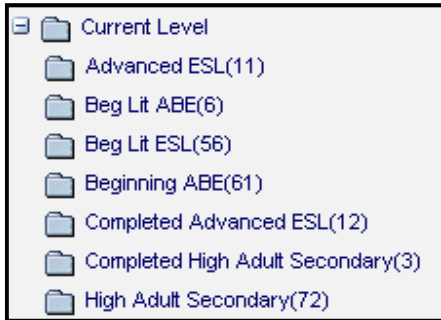 Current Level
Advanced ESL(11)
Beg Lit ABE(6)
Beg Lit ESL(56)
Beginning ABE(61)
Completed Advanced ESL(12)
Completed High Adult Secondary(3)
High Adult Secondary(72)